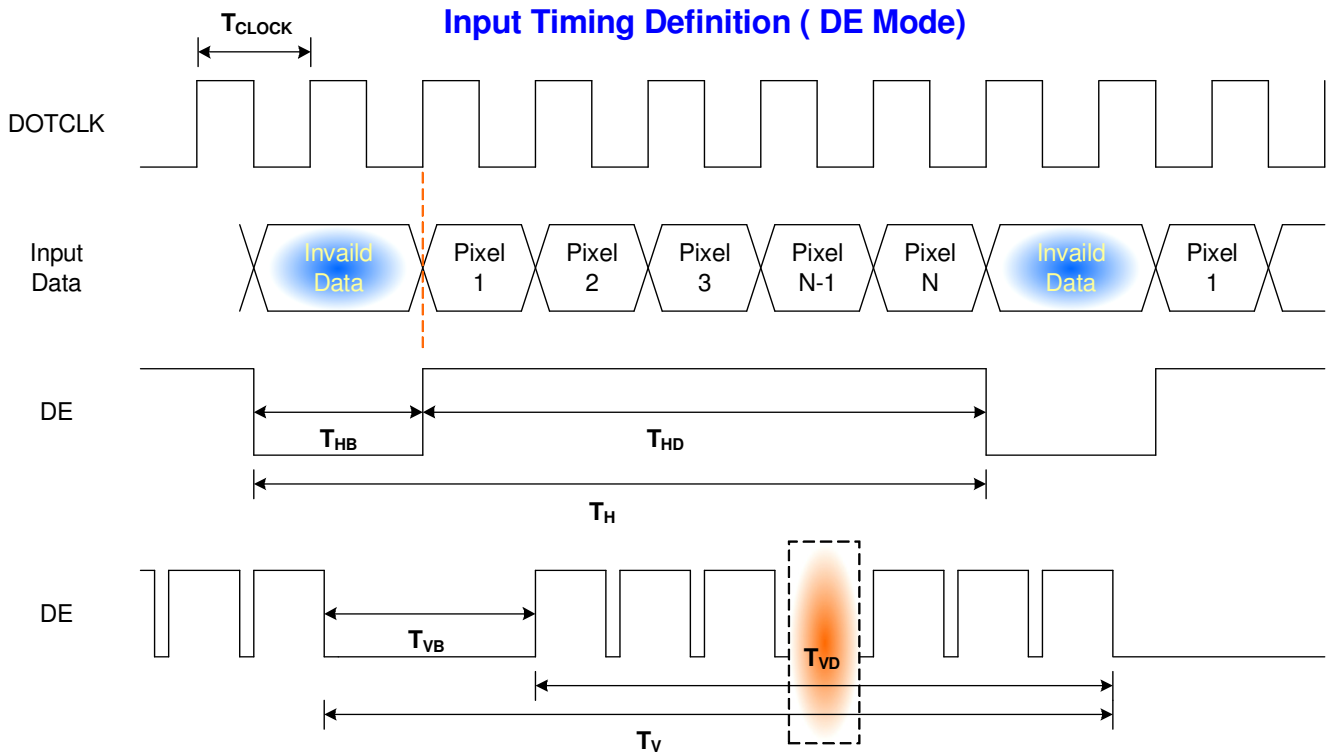 Input Timing Definition ( DE Mode)
TCLOCK
DOTCLK
Input
Data
Invaild
Data
Pixel
1
Pixel
2
Pixel
3
Pixel
N-1
Pixel
N
Invaild
Data
Pixel
1
DE
THB
THD
TH
DE
TVB
TVD
TV